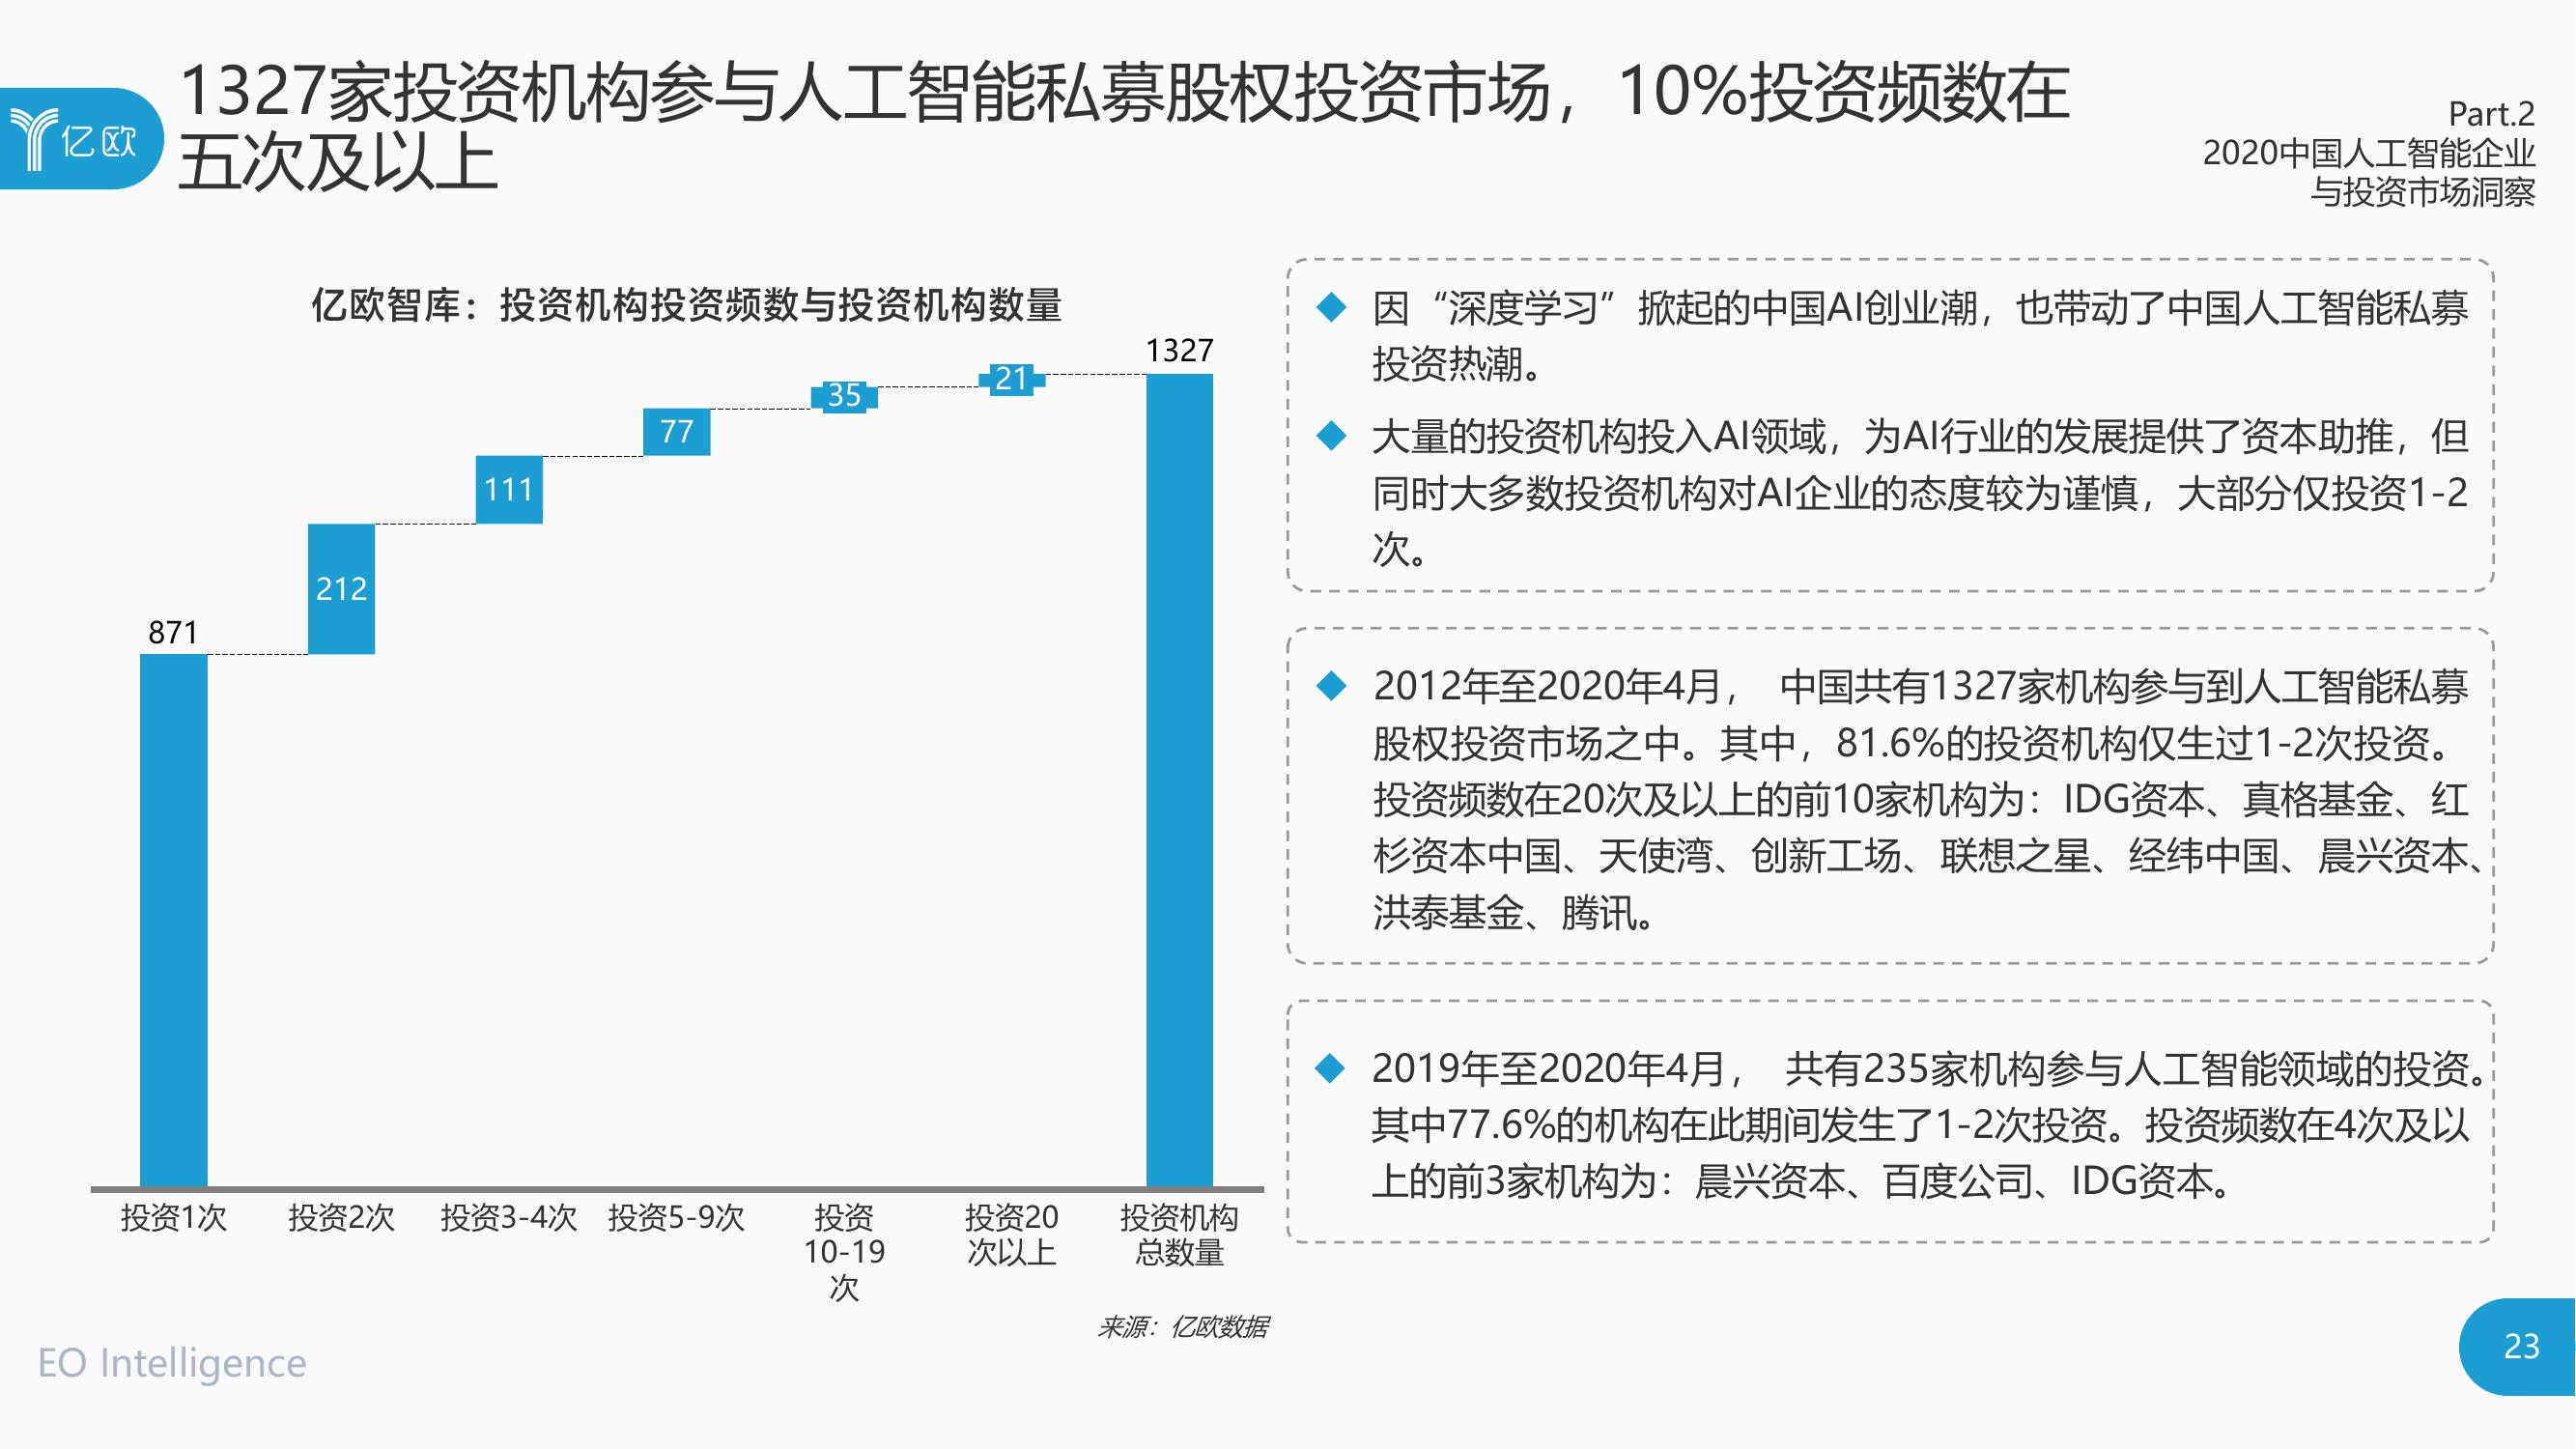 亿欧
1327家投资机构参与人工智能私募股权投资市场，10%投资频数在
五次及以上
Part.2
2020中国人工智能企业
与投资市场洞察
亿欧智库：投资机构投资频数与投资机构数量
871
212
111
77
35
21
1327
投资1次
投资2次
投资3-4次
投资5-9次
投资
10-19
次
投资20
次以上
投资机构
总数量
来源：亿欧数据
因“深度学习”掀起的中国AI创业潮，也带动了中国人工智能私募
投资热潮。
大量的投资机构投入AI领域，为AI行业的发展提供了资本助推，但
同时大多数投资机构对AI企业的态度较为谨慎，大部分仅投资1-2
次。
2012年至2020年4月， 中国共有1327家机构参与到人工智能私募
股权投资市场之中。其中，81.6%的投资机构仅生过1-2次投资。
投资频数在20次及以上的前10家机构为：IDG资本、真格基金、红
杉资本中国、天使湾、创新工场、联想之星、经纬中国、晨兴资本、
洪泰基金、腾讯。
2019年至2020年4月， 共有235家机构参与人工智能领域的投资。
其中77.6%的机构在此期间发生了1-2次投资。投资频数在4次及以
上的前3家机构为：晨兴资本、百度公司、IDG资本。
EO Intelligence
23